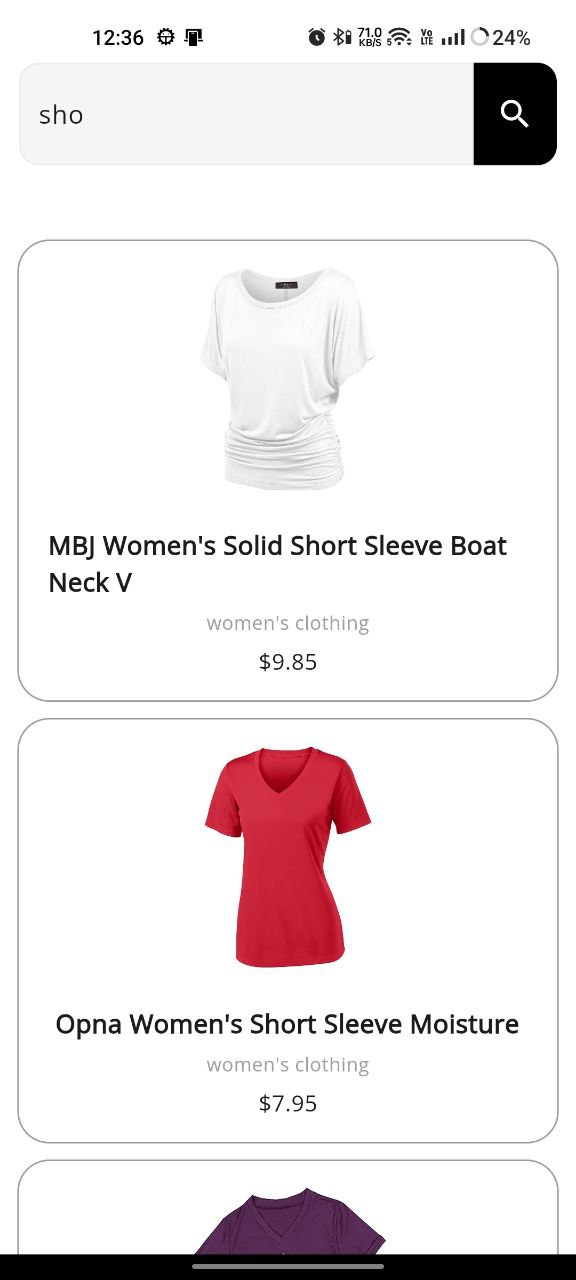 12:36 71.0 KB/S 5 Vo LTE 24%
sho
MBJ Women's Solid Short Sleeve Boat
Neck V
women's clothing
$9.85
Opna Women's Short Sleeve Moisture
women's clothing
$7.95